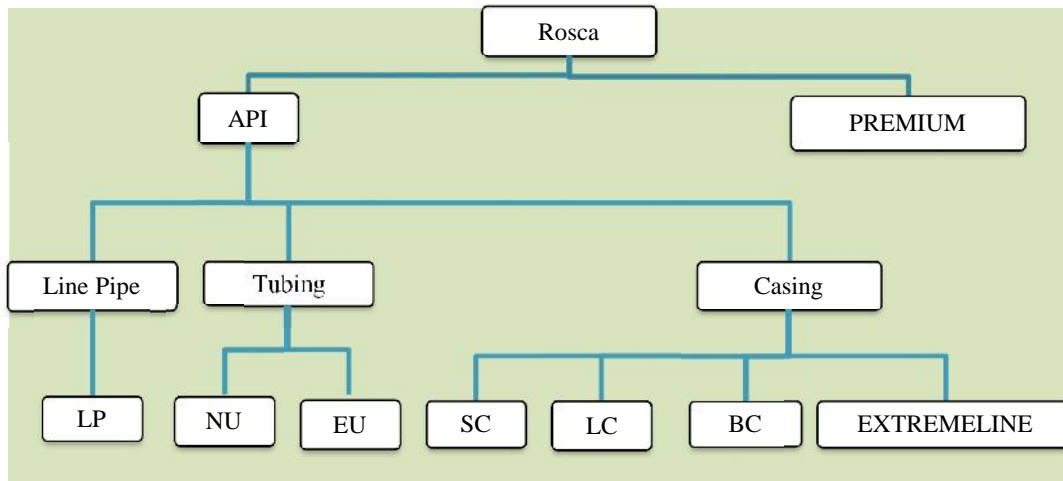 Rosca
API
PREMIUM
Line Pipe
Tubing
Casing
LP
NU
EU
SC
LC
BC
EXTREMELINE